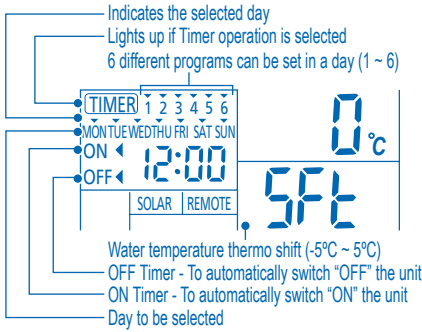 Indicates the selected day
Lights up if Timer operation is selected
6 different programs can be set in a day (1 ~ 6)
TIMER 1 2 3 4 5 6
MON TUE WED THU FRI SAT SUN
ON 12:00
OFF
0 °C
SOLAR REMOTE
SFt
Water temperature thermo shift (-5ºC ~ 5ºC)
OFF Timer - To automatically switch “OFF” the unit
ON Timer - To automatically switch “ON” the unit
Day to be selected